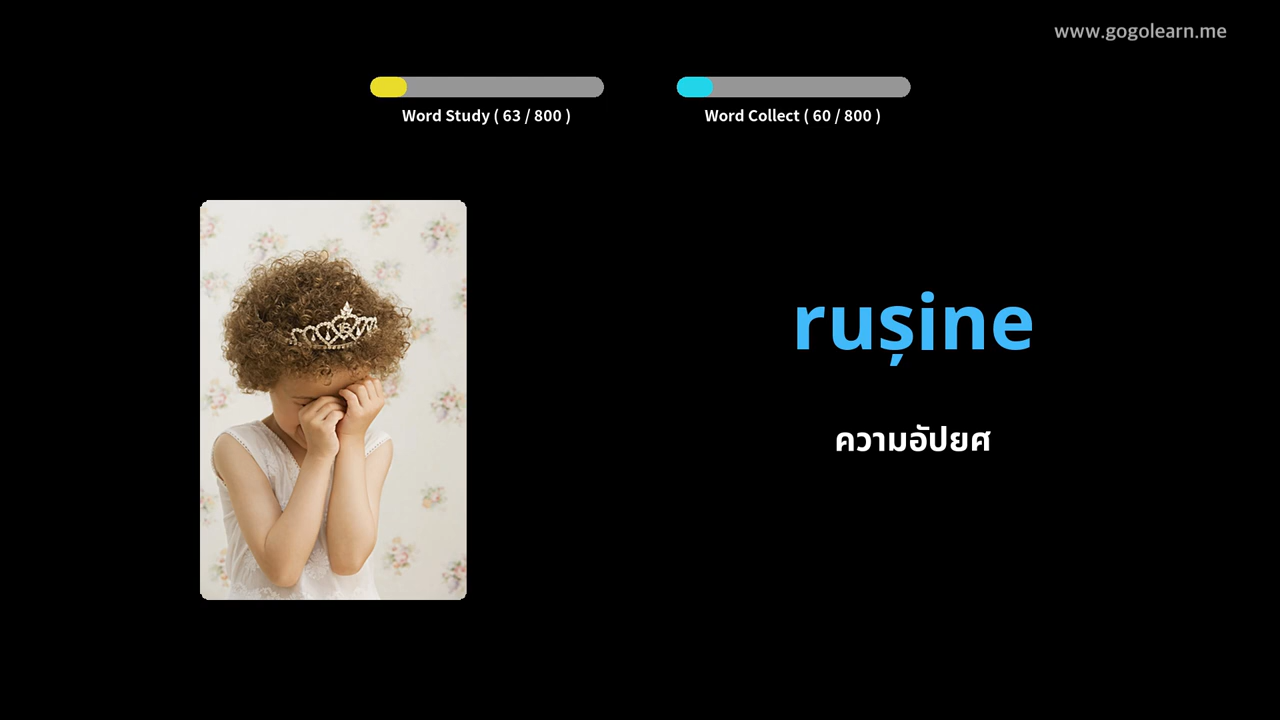 www.gogolearn.me
Word Study ( 63 / 800 )
Word Collect ( 60 / 800 )
rușine
ความอัปยศ